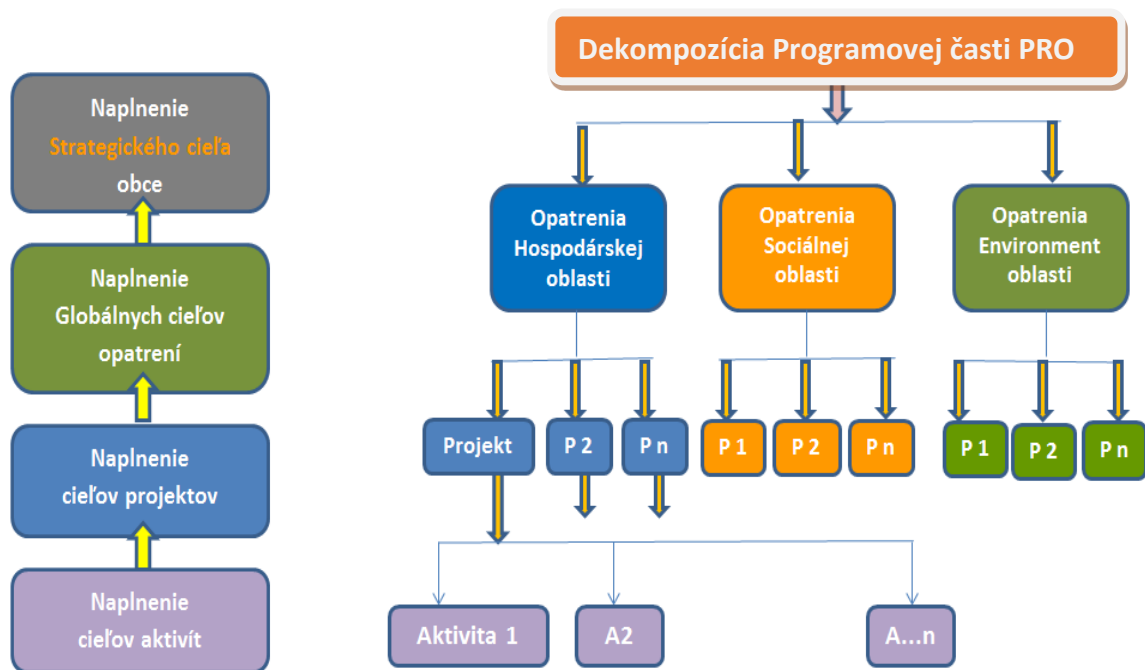 Dekompozícia Programovej časti PRO
Naplnenie
Strategického cieľa
obce
Naplnenie
Globálnych cieľov
opatrení
Naplnenie
cieľov projektov
Naplnenie
cieľov aktivít
Opatrenia
Hospodárskej
oblasti
Opatrenia
Sociálnej
oblasti
Opatrenia
Environment
oblasti
Projekt
P 2
P n
P 1
P 2
P n
P 1
P 2
P n
Aktivita 1
A2
A...n